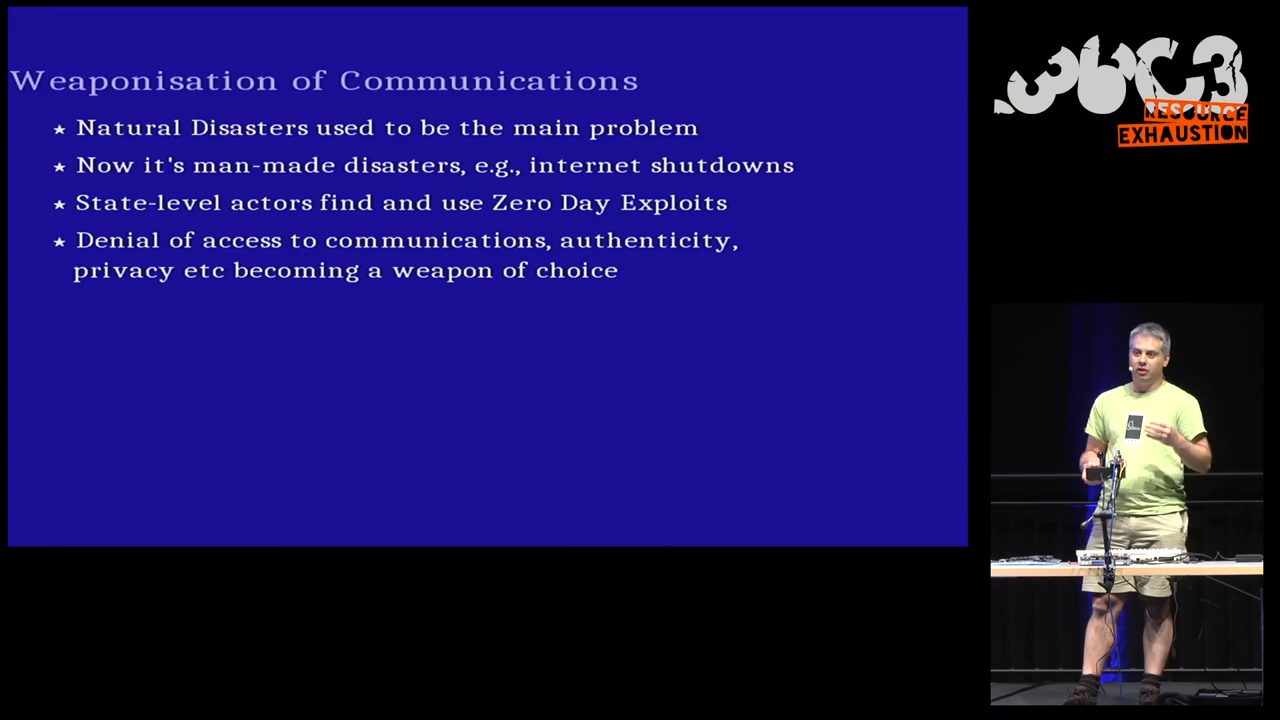 Weaponisation of Communications
★ Natural Disasters used to be the main problem
★ Now it's man-made disasters, e.g., internet shutdowns
★ State-level actors find and use Zero Day Exploits
★ Denial of access to communications, authenticity,
privacy etc becoming a weapon of choice
36C3
RESOURCE
EXHAUSTION